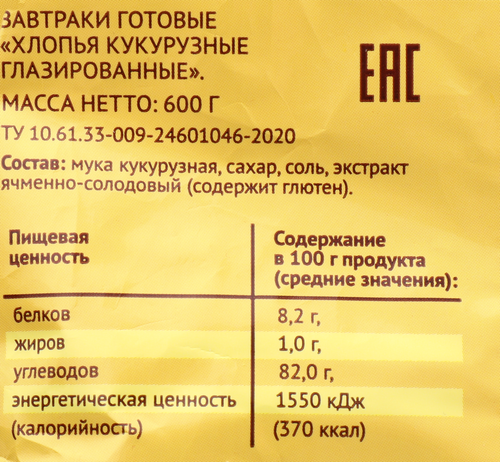 ЗАВТРАКИ ГОТОВЫЕ
«ХЛОПЬЯ КУКУРУЗНЫЕ
ГЛАЗИРОВАННЫЕ».
МАССА НЕТТО: 600 Г
ТУ 10.61.33-009-24601046-2020
EAC
Состав: мука кукурузная, сахар, соль, экстракт
ячменно-солодовый (содержит глютен).
Пищевая
ценность
Содержание
в 100 г продукта
(средние значения):
белков 8,2 г,
жиров 1,0 г,
углеводов 82,0 г,
энергетическая ценность 1550 кДж
(калорийность) (370 ккал)